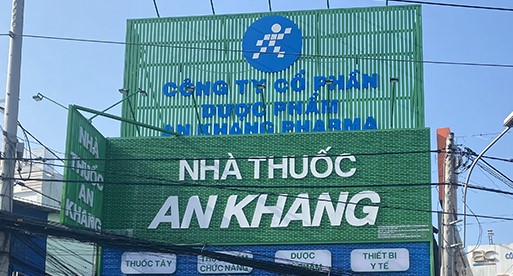 CÔNG TY CỔ PHẦN
DƯỢC PHẨM
AN KHANG PHARMA
NHÀ THUỐC
AN KHANG
NHÀ
THUỐC
AN
KHANG
THUỐC TÂY
CHỨC NĂNG
DƯỢC
THIẾT BỊ
Y TẾ